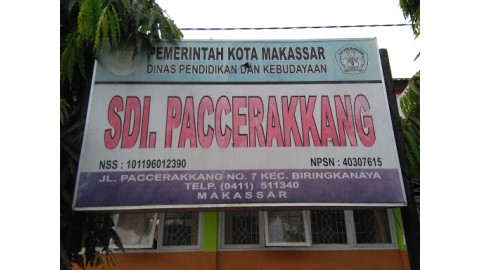 PEMERINTAH KOTA MAKASSAR
DINAS PENDIDIKAN DAN KEBUDAYAAN
SDI. PACCERAKKANG
NSS : 101196012390 NPSN : 40307615
JL. PACCERAKKANG NO. 7 KEC. BIRINGKANAYA
TELP. (0411) 511340
MAKASSAR